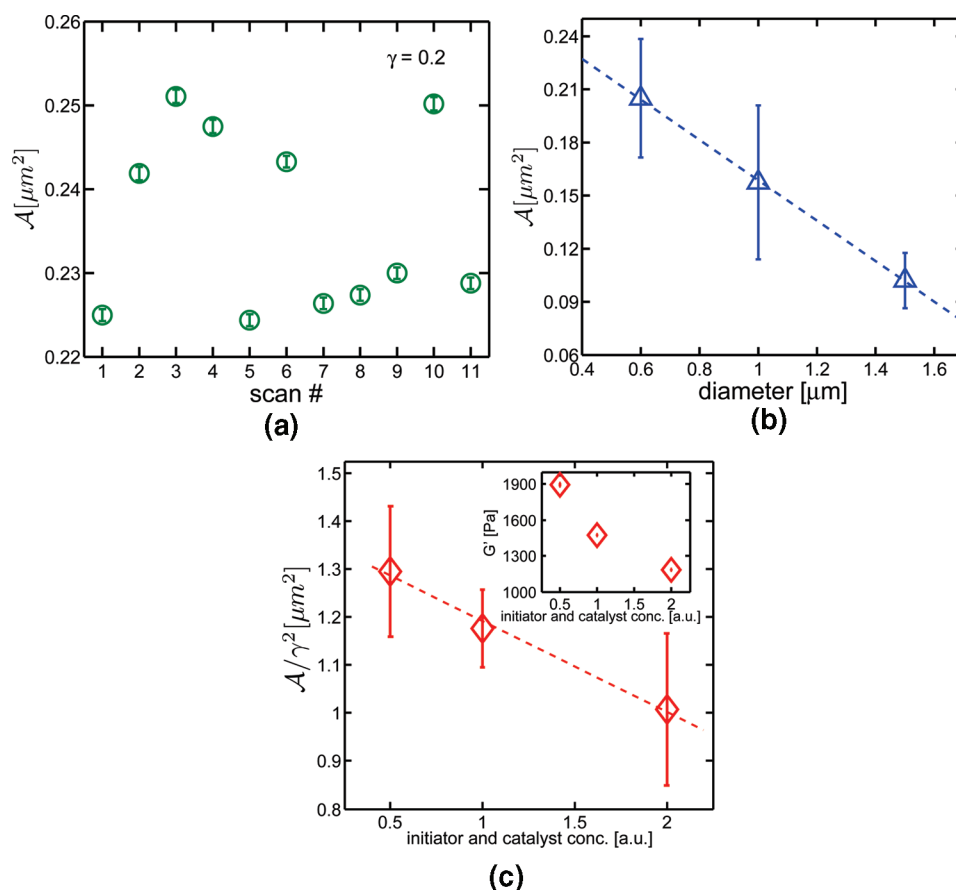 (a)
0.26
0.25
0.24
0.23
0.22
𝒜[μm²]
γ = 0.2
1 2 3 4 5 6 7 8 9 10 11
scan #
(b)
0.24
0.21
0.18
0.15
0.12
0.09
0.06
𝒜[μm²]
0.4 0.6 0.8 1.0 1.2 1.4 1.6
diameter [μm]
1.5
1.4
1.3
1.2
1.1
1
0.9
0.8
𝒜/γ²[μm²]
0.5 1 1.5 2
initiator and catalyst conc. [a.u.]
1900
1600
1300
1000
G' [Pa]
0.5 1 1.5 2
initiator and catalyst conc. [a.u.]
(c)